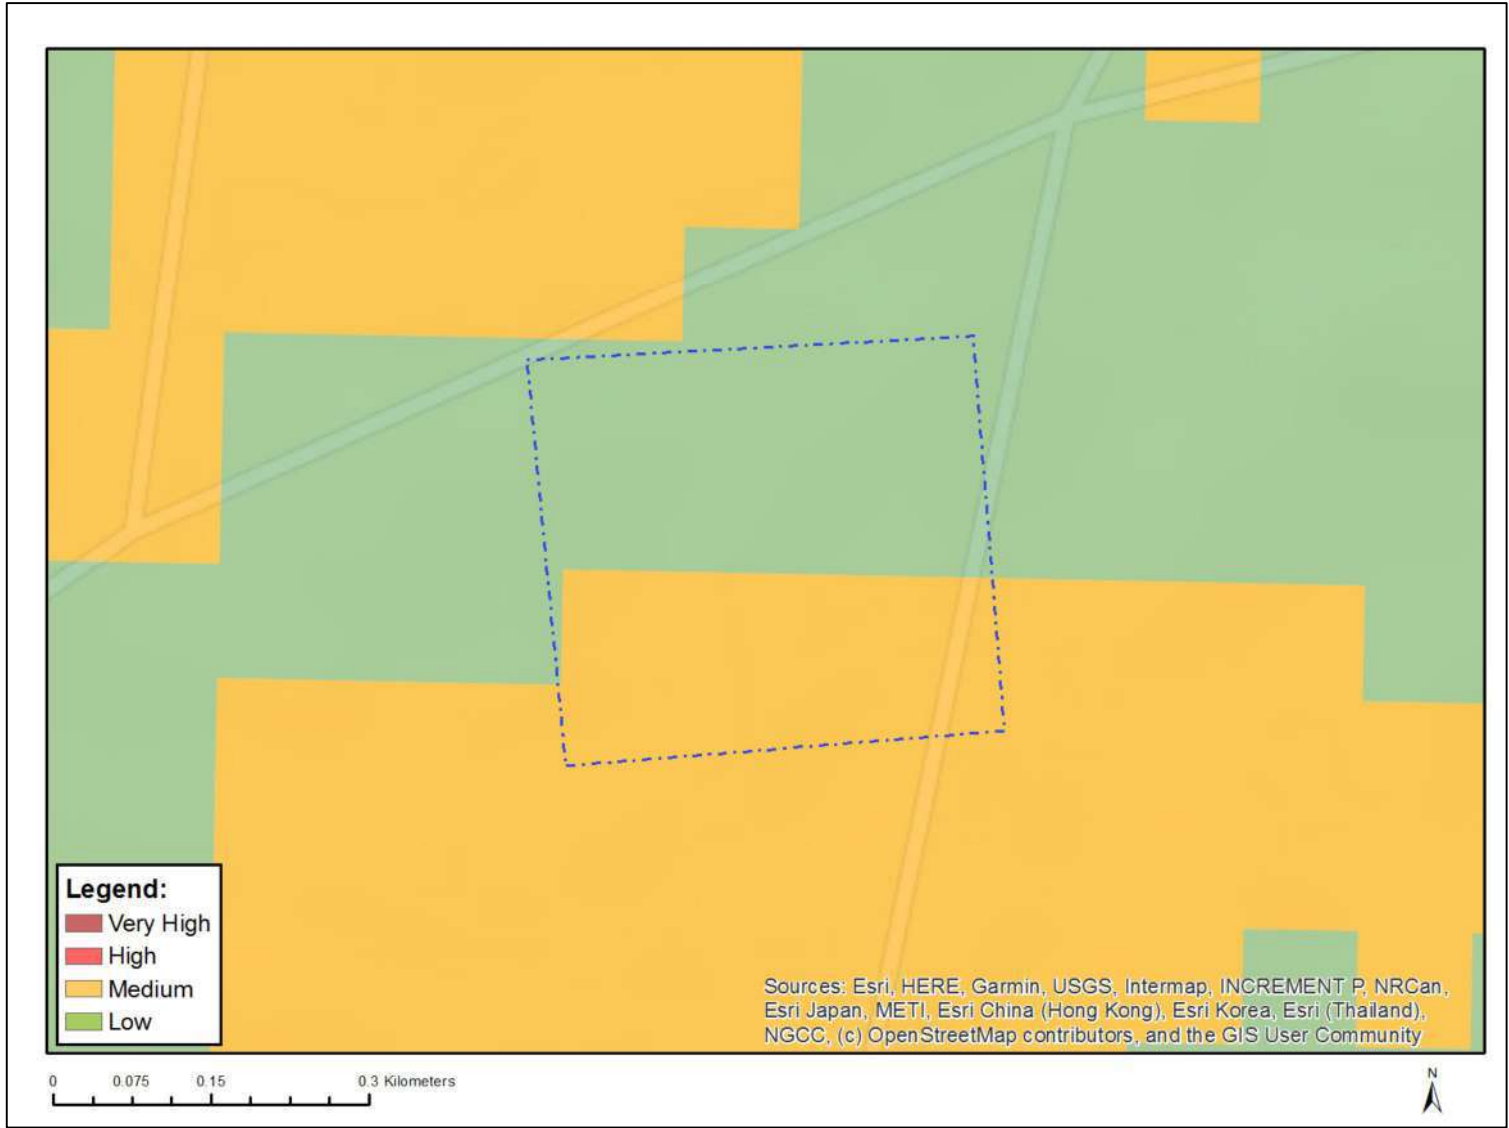 Legend:
Very High
High
Medium
Low
Sources: Esri, HERE, Garmin, USGS, Intermap, INCREMENT P, NRCan,
Esri Japan, METI, Esri China (Hong Kong), Esri Korea, Esri (Thailand),
NGCC, (c) OpenStreetMap contributors, and the GIS User Community
0 0.075 0.15 0.3 Kilometers
N